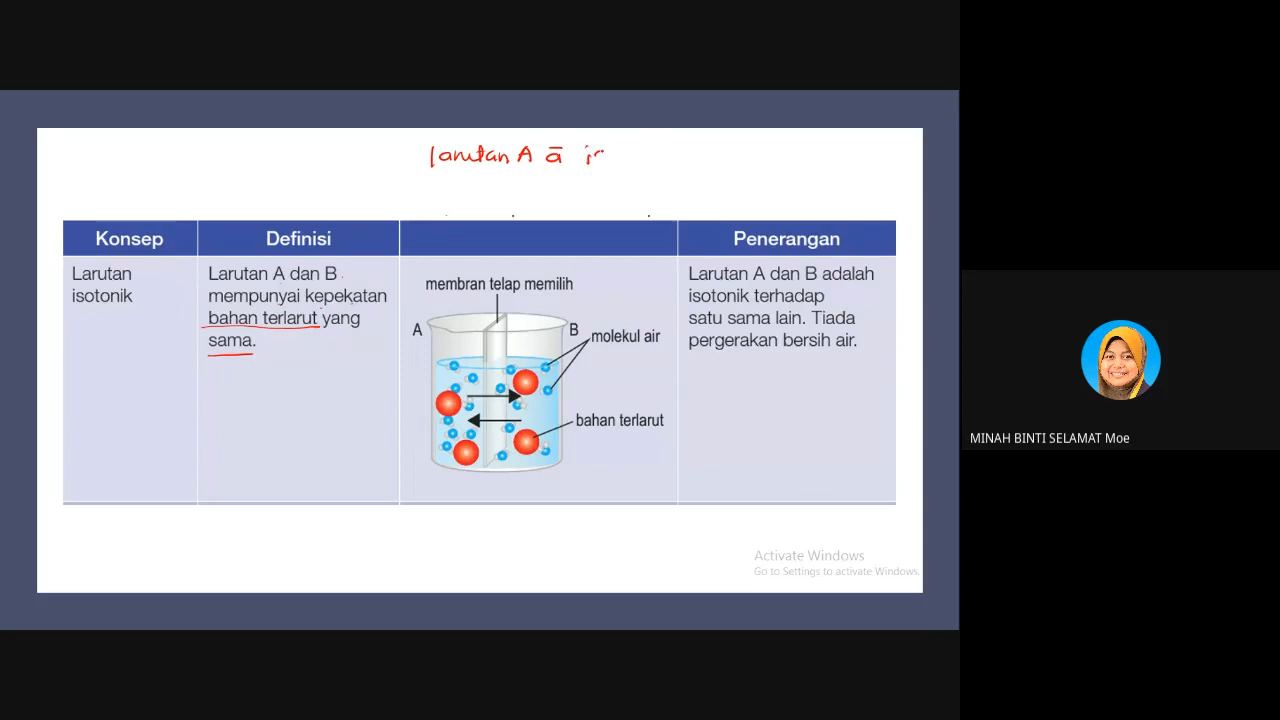 larutan A ā
Konsep
Definisi
Penerangan
Larutan
isotonik
Larutan A dan B
mempunyai kepekatan
bahan terlarut yang
sama.
membran telap memilih
A
B
molekul air
bahan terlarut
Larutan A dan B adalah
isotonik terhadap
satu sama lain. Tiada
pergerakan bersih air.
Activate Windows
Go to Settings to activate Windows.
MINAH BINTI SELAMAT Moe